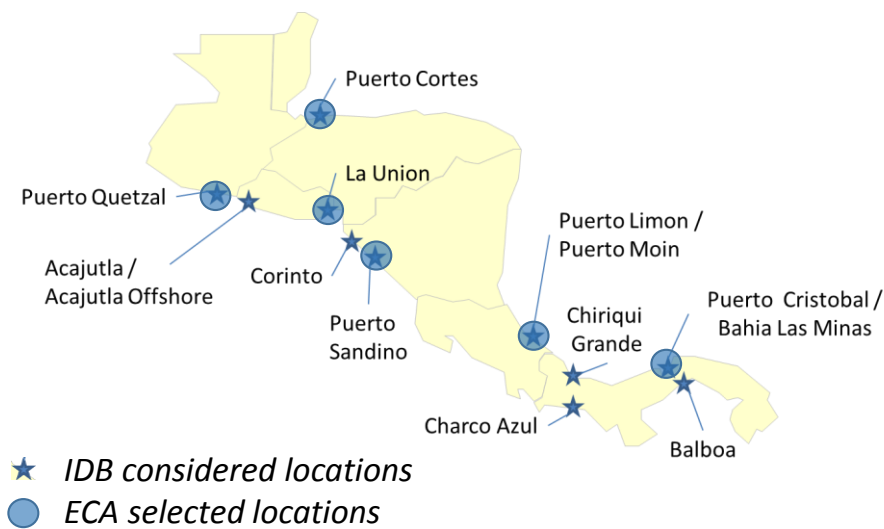 Puerto Cortes
La Union
Puerto Quetzal
Puerto Limon /
Puerto Moin
Acajutla /
Acajutla Offshore
Corinto
Puerto
Sandino
Chiriqui
Grande
Puerto Cristobal /
Bahia Las Minas
Charco Azul
Balboa
IDB considered locations
ECA selected locations